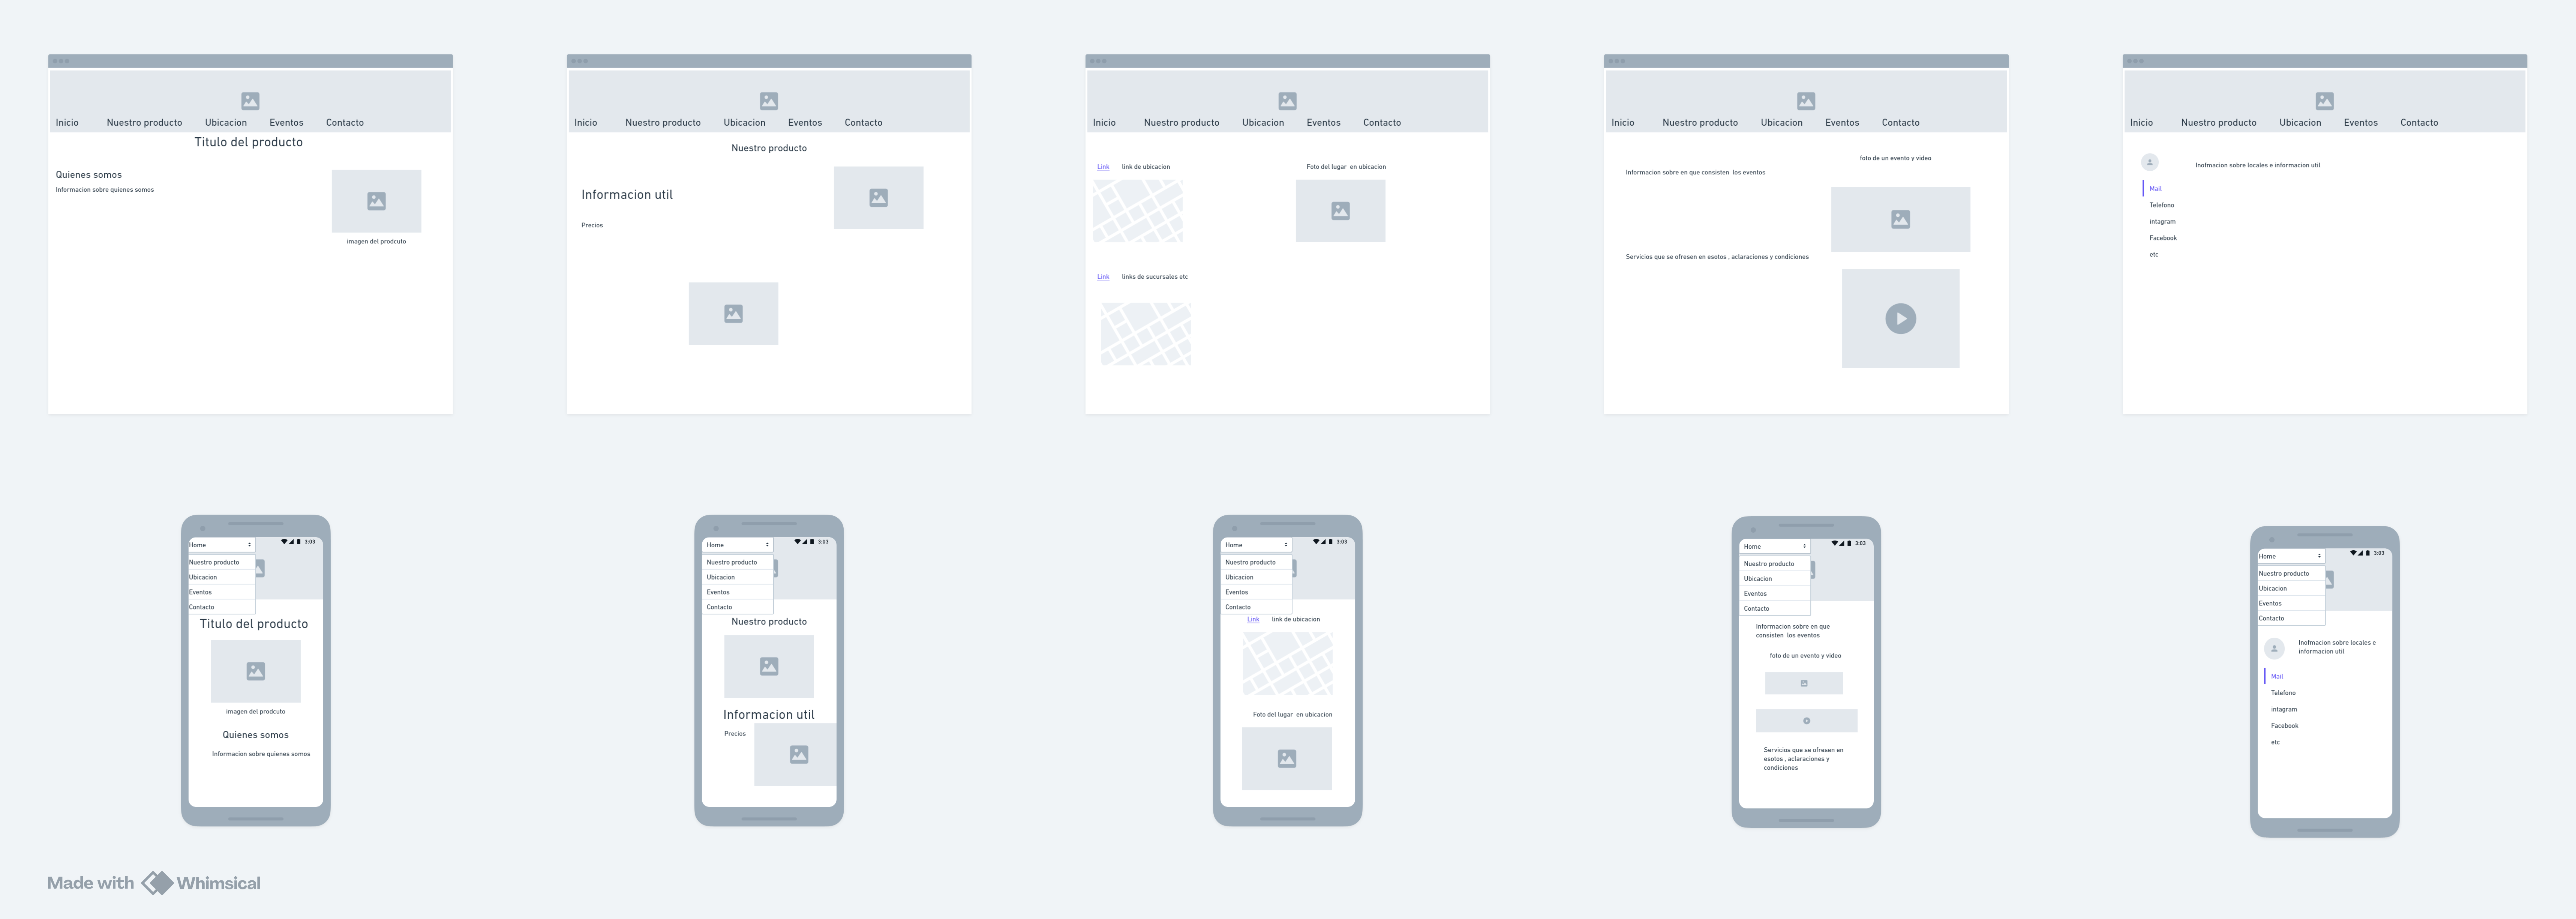 Inicio Nuestro producto Ubicacion Eventos Contacto
Titulo del producto
Quienes somos
Informacion sobre quienes somos
imagen del prodcuto
Inicio Nuestro producto Ubicacion Eventos Contacto
Nuestro producto
Informacion util
Precios
Inicio Nuestro producto Ubicacion Eventos Contacto
Link link de ubicacion
Foto del lugar en ubicacion
Link links de sucursales etc
Inicio Nuestro producto Ubicacion Eventos Contacto
foto de un evento y video
Informacion sobre en que consisten los eventos
Servicios que se ofresen en esotos , aclaraciones y condiciones
Inicio Nuestro producto Ubicacion Eventos Contacto
Inofmacion sobre locales e informacion util
Mail
Telefono
intagram
Facebook
etc
Home
3:03
Nuestro producto
Ubicacion
Eventos
Contacto
Titulo del producto
imagen del prodcuto
Quienes somos
Informacion sobre quienes somos
Home
3:03
Nuestro producto
Ubicacion
Eventos
Contacto
Nuestro producto
Informacion util
Precios
Home
3:03
Nuestro producto
Ubicacion
Eventos
Contacto
Link link de ubicacion
Foto del lugar en ubicacion
Home
3:03
Nuestro producto
Ubicacion
Eventos
Contacto
Informacion sobre en que
consisten los eventos
foto de un evento y video
Servicios que se ofresen en
esotos , aclaraciones y
condiciones
Home
3:03
Nuestro producto
Ubicacion
Eventos
Contacto
Inofmacion sobre locales e
informacion util
Mail
Telefono
intagram
Facebook
etc
Made with Whimsical